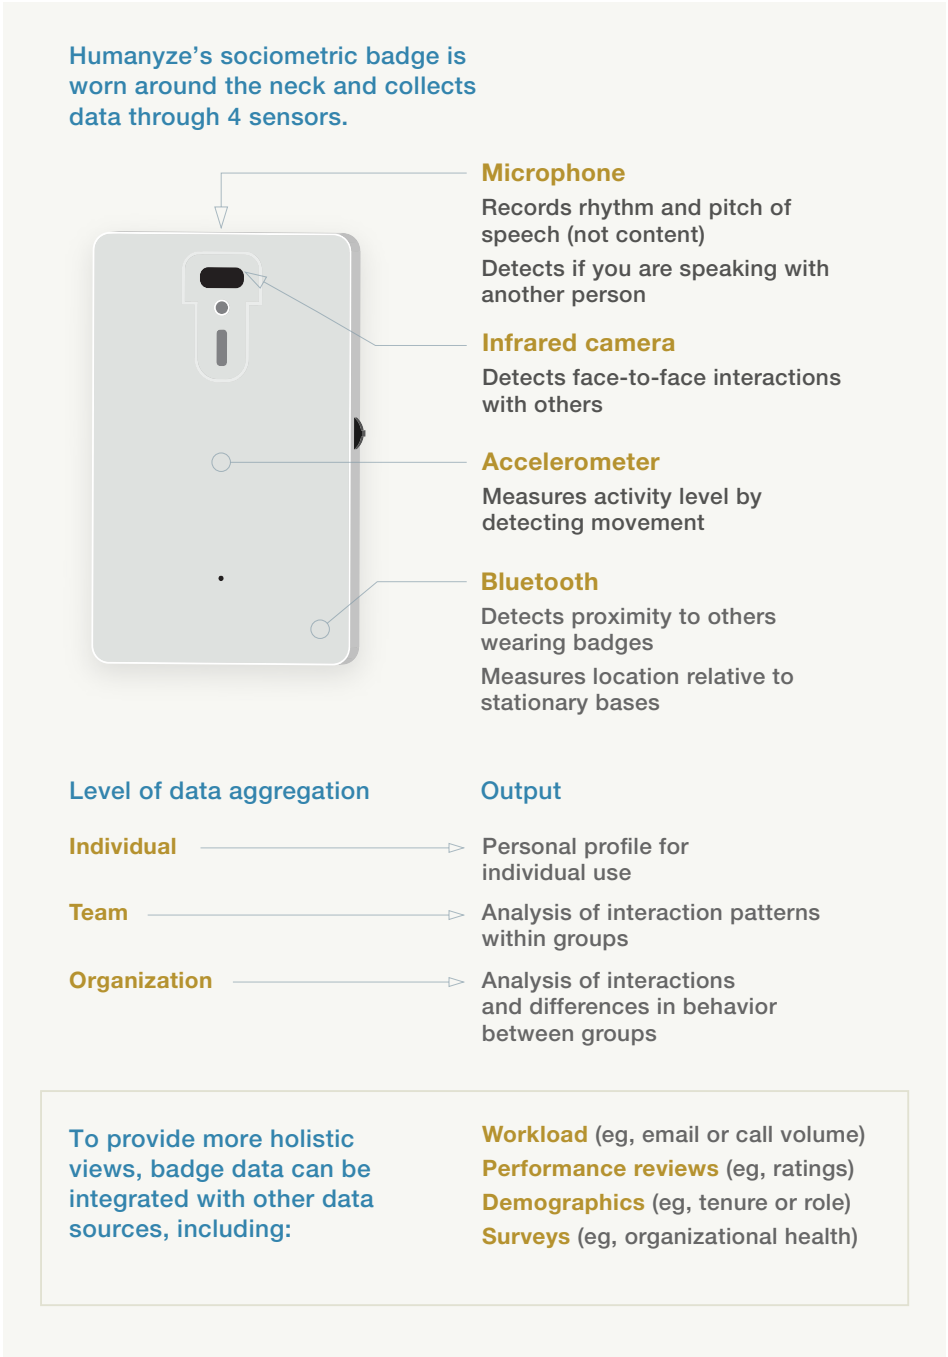 Humanyze’s sociometric badge is
worn around the neck and collects
data through 4 sensors.
Microphone
Records rhythm and pitch of
speech (not content)
Detects if you are speaking with
another person
Infrared camera
Detects face-to-face interactions
with others
Accelerometer
Measures activity level by
detecting movement
Bluetooth
Detects proximity to others
wearing badges
Measures location relative to
stationary bases
Level of data aggregation
Output
Individual
Personal profile for
individual use
Team
Analysis of interaction patterns
within groups
Organization
Analysis of interactions
and differences in behavior
between groups
To provide more holistic
views, badge data can be
integrated with other data
sources, including:
Workload (eg, email or call volume)
Performance reviews (eg, ratings)
Demographics (eg, tenure or role)
Surveys (eg, organizational health)